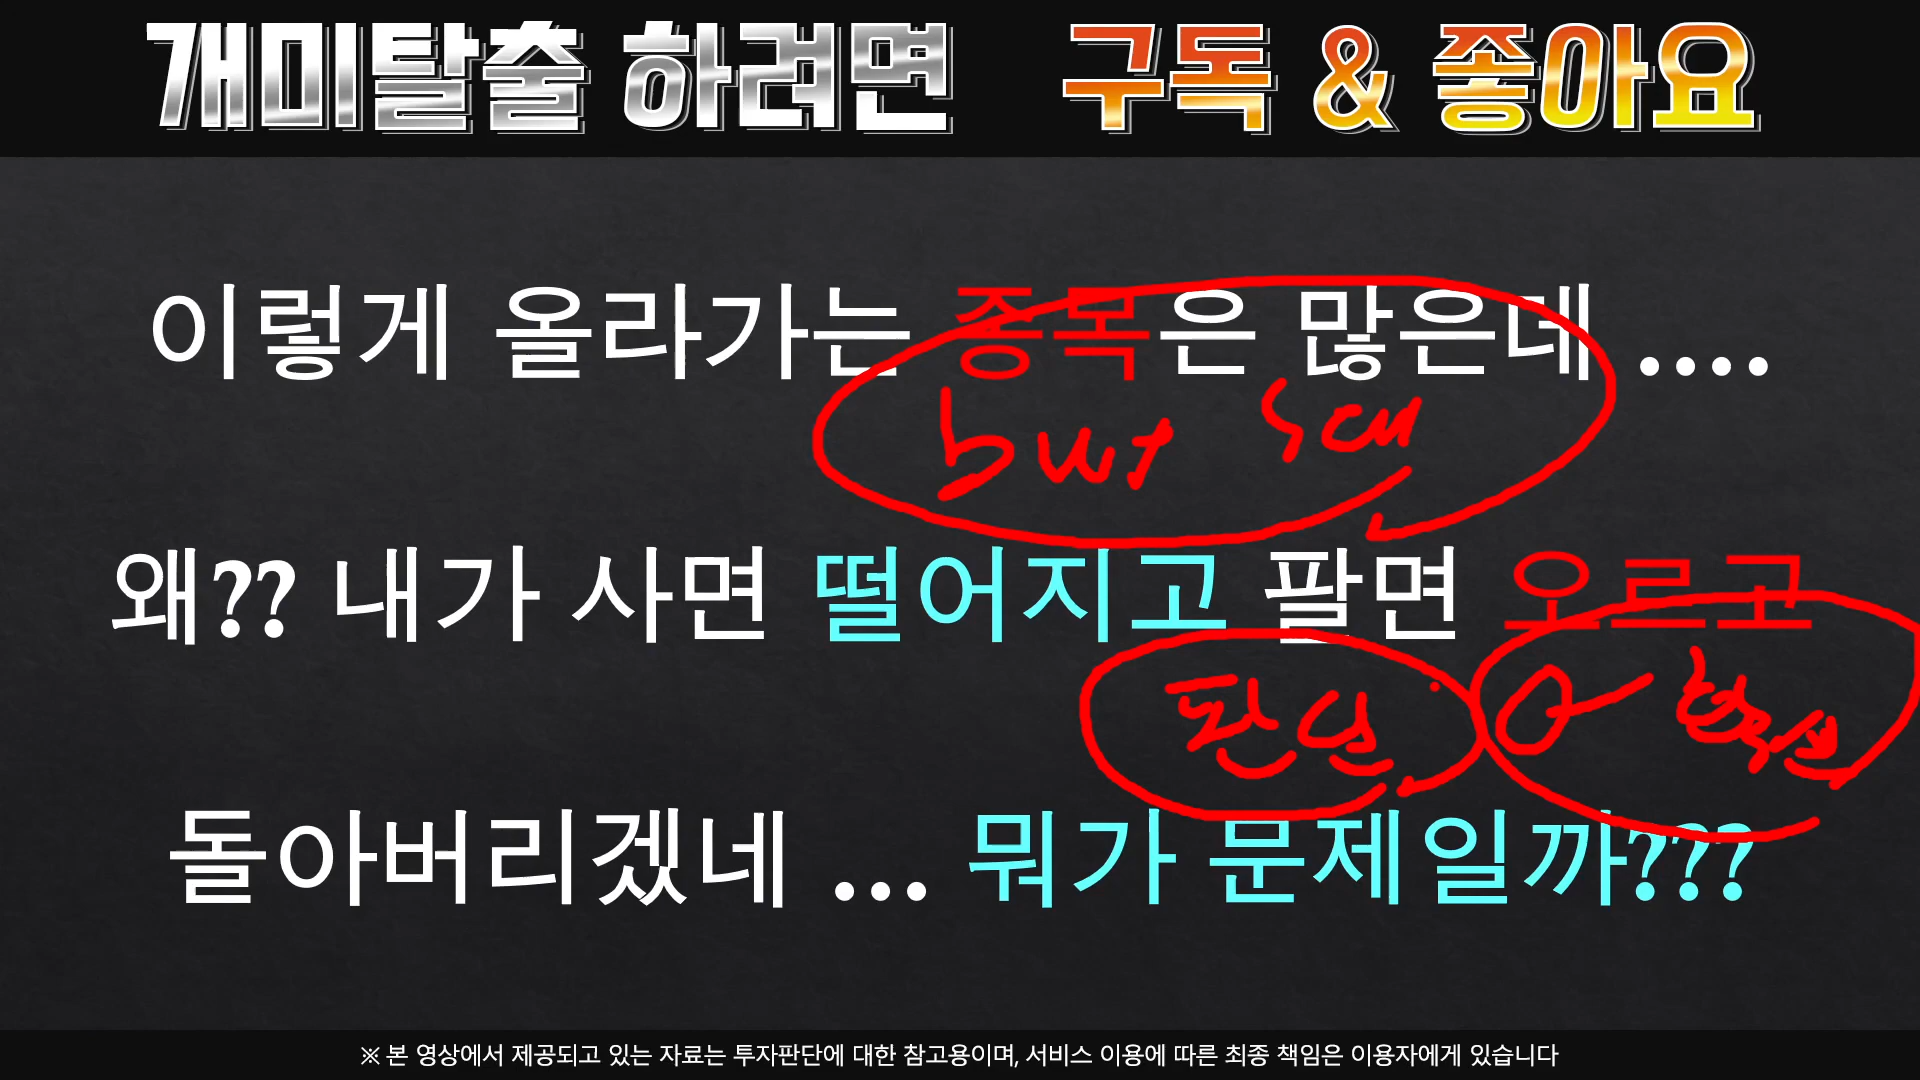 개미탈출 하려면 구독 & 좋아요
이렇게 올라가는 종목은 많은데 ....
but
왜?? 내가 사면 떨어지고 팔면 오르고
판단
돌아버리겠네 ... 뭐가 문제일까???
※ 본 영상에서 제공되고 있는 자료는 투자판단에 대한 참고용이며, 서비스 이용에 따른 최종 책임은 이용자에게 있습니다